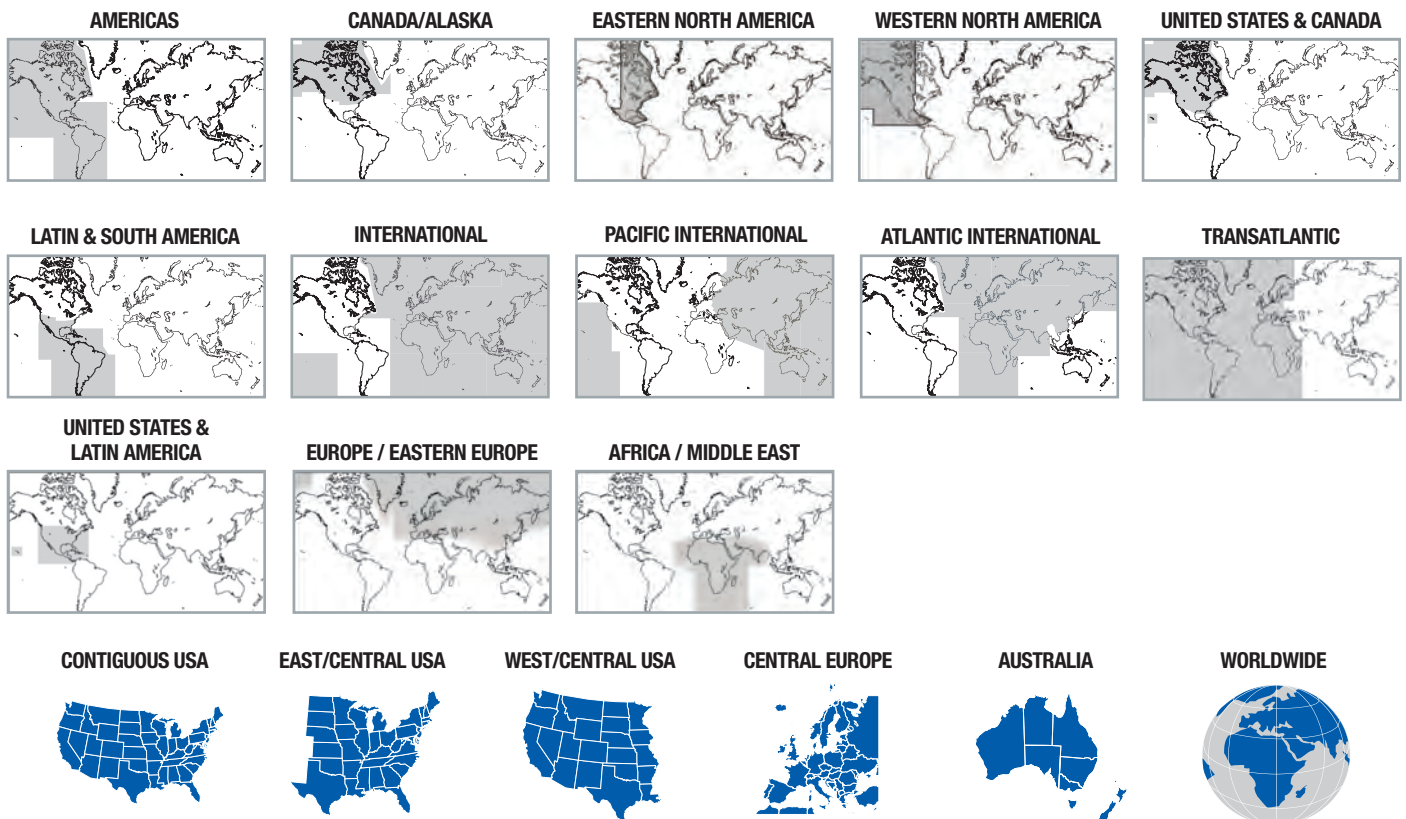 AMERICAS
CANADA/ALASKA
EASTERN NORTH AMERICA
WESTERN NORTH AMERICA
UNITED STATES & CANADA
LATIN & SOUTH AMERICA
INTERNATIONAL
PACIFIC INTERNATIONAL
ATLANTIC INTERNATIONAL
TRANSATLANTIC
UNITED STATES &
LATIN AMERICA
EUROPE / EASTERN EUROPE
AFRICA / MIDDLE EAST
CONTIGUOUS USA
EAST/CENTRAL USA
WEST/CENTRAL USA
CENTRAL EUROPE
AUSTRALIA
WORLDWIDE